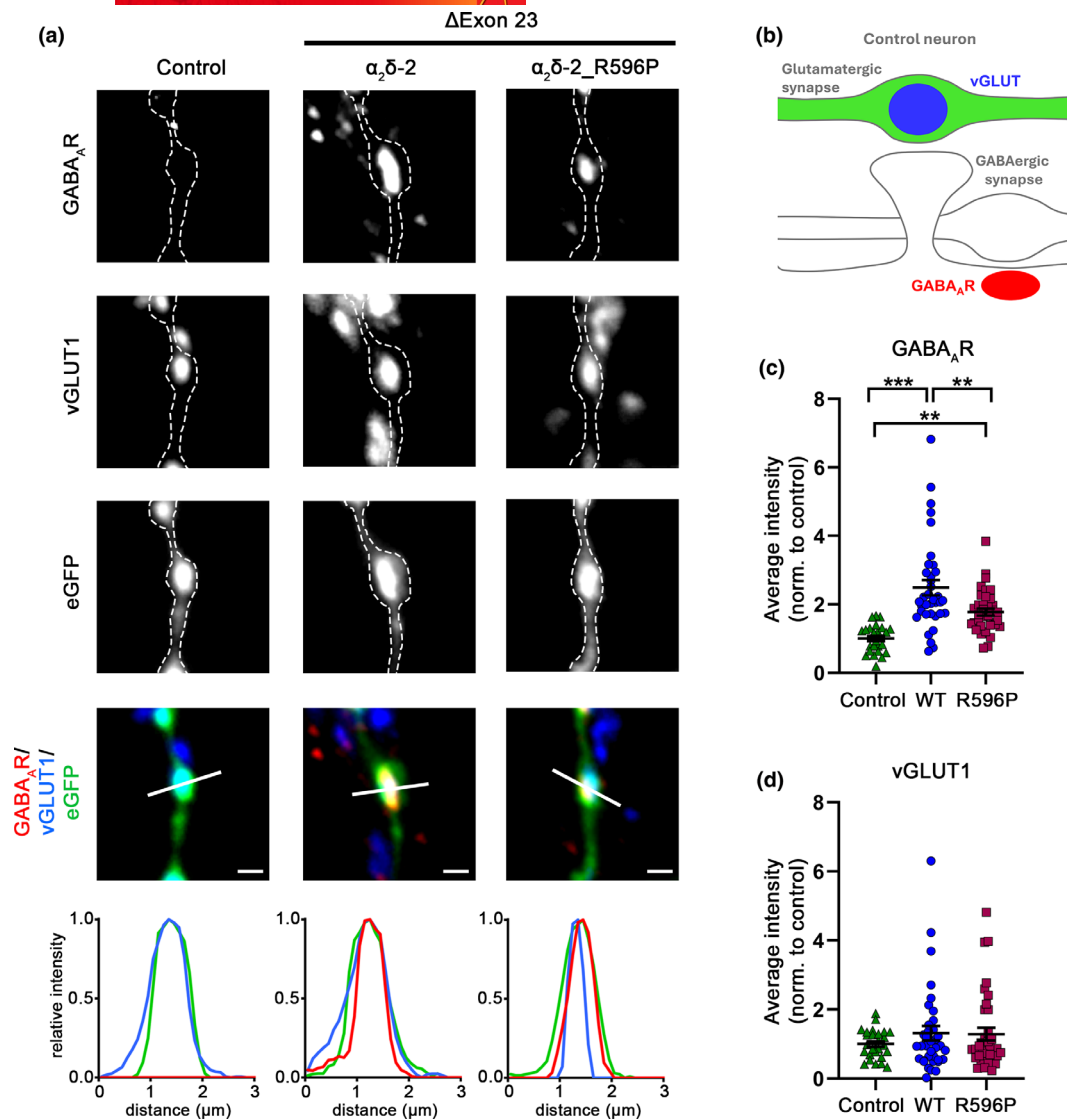 (a)
ΔExon 23
Control
α₂δ-2
α₂δ-2_R596P
GABA_AR
vGLUT1
eGFP
GABA_AR/
vGLUT1/
eGFP
relative intensity
1.0
0.5
0.0
0 1 2 3
distance (µm)
1.0
0.5
0.0
0 1 2 3
distance (µm)
1.0
0.5
0.0
0 1 2 3
distance (µm)
(b)
Control neuron
Glutamatergic
synapse
vGLUT
GABAergic
synapse
GABA_AR
(c)
GABA_AR
*** **
**
Average intensity
(norm. to control)
8
6
4
2
0
Control WT R596P
(d)
vGLUT1
Average intensity
(norm. to control)
8
6
4
2
0
Control WT R596P